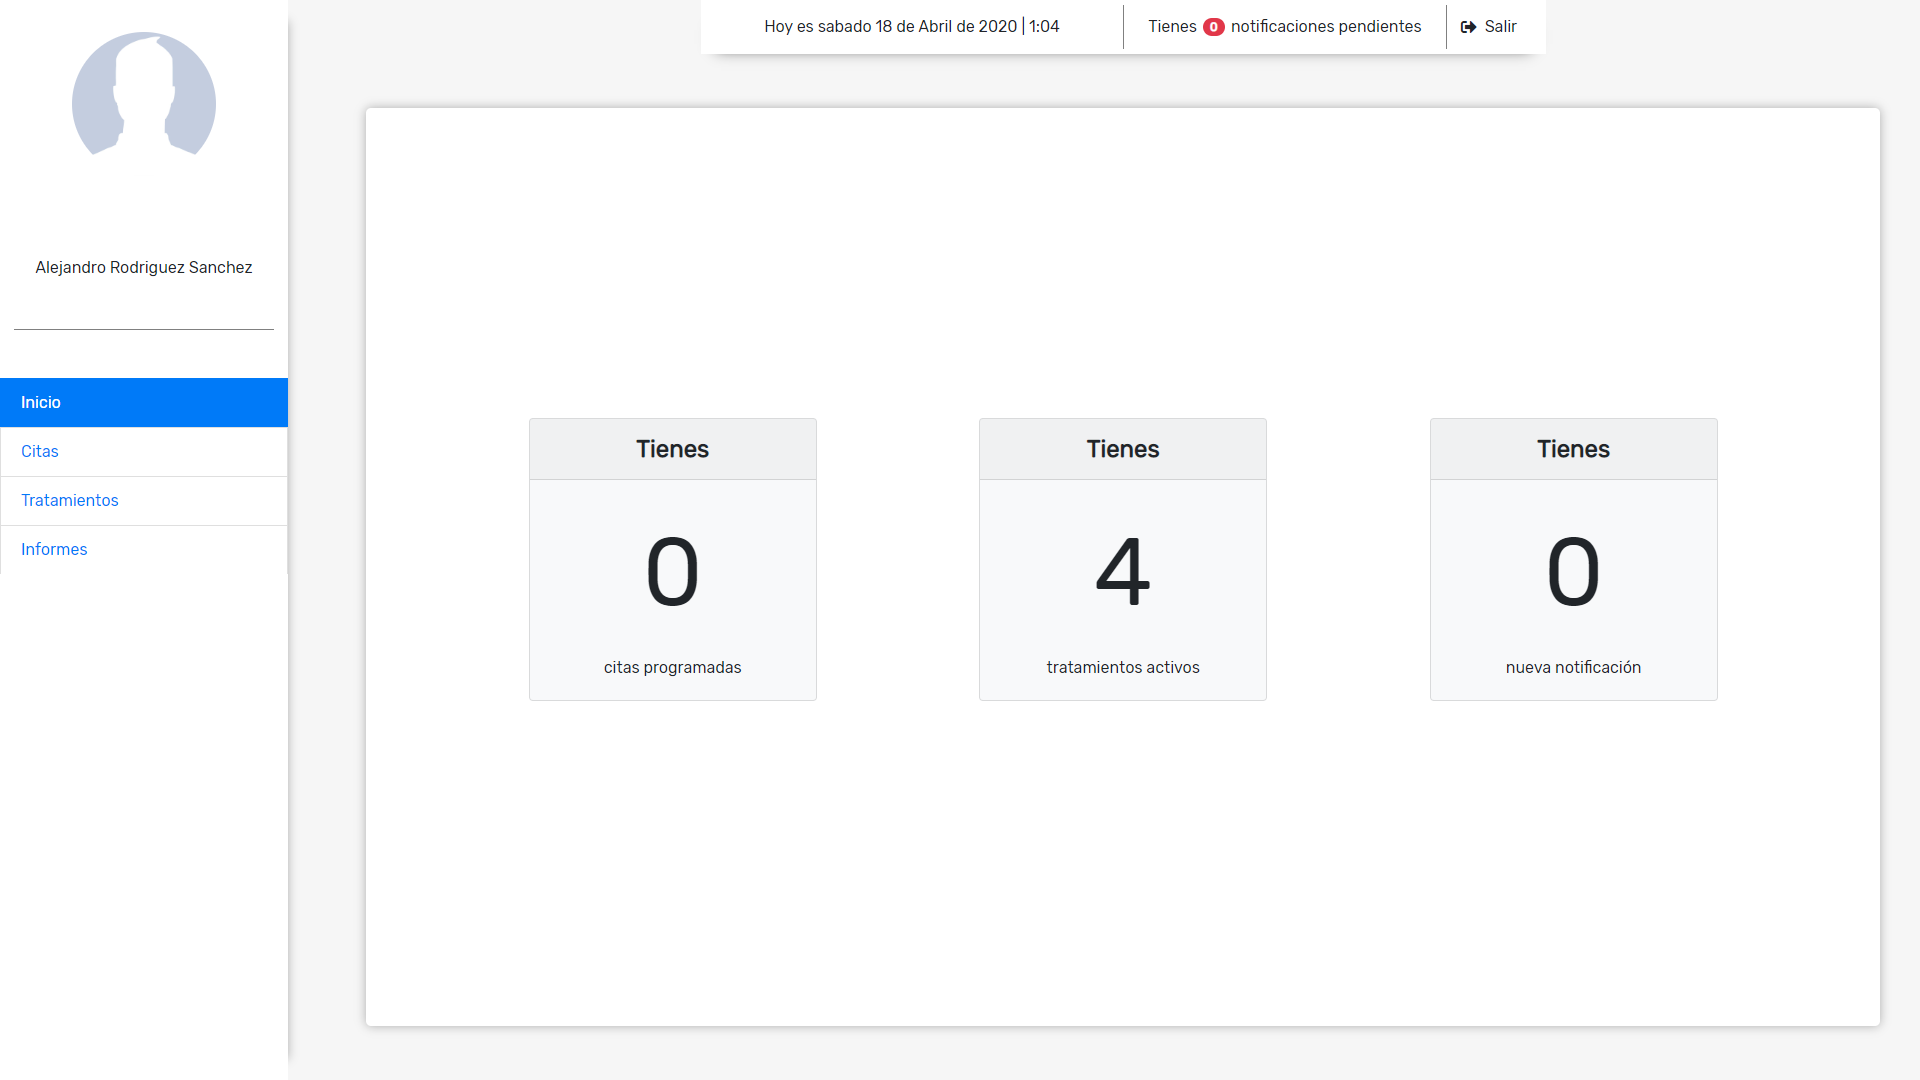 Hoy es sabado 18 de Abril de 2020 | 1:04
Tienes 0 notificaciones pendientes
Salir
Alejandro Rodriguez Sanchez
Inicio
Citas
Tratamientos
Informes
Tienes
0
citas programadas
Tienes
4
tratamientos activos
Tienes
0
nueva notificación